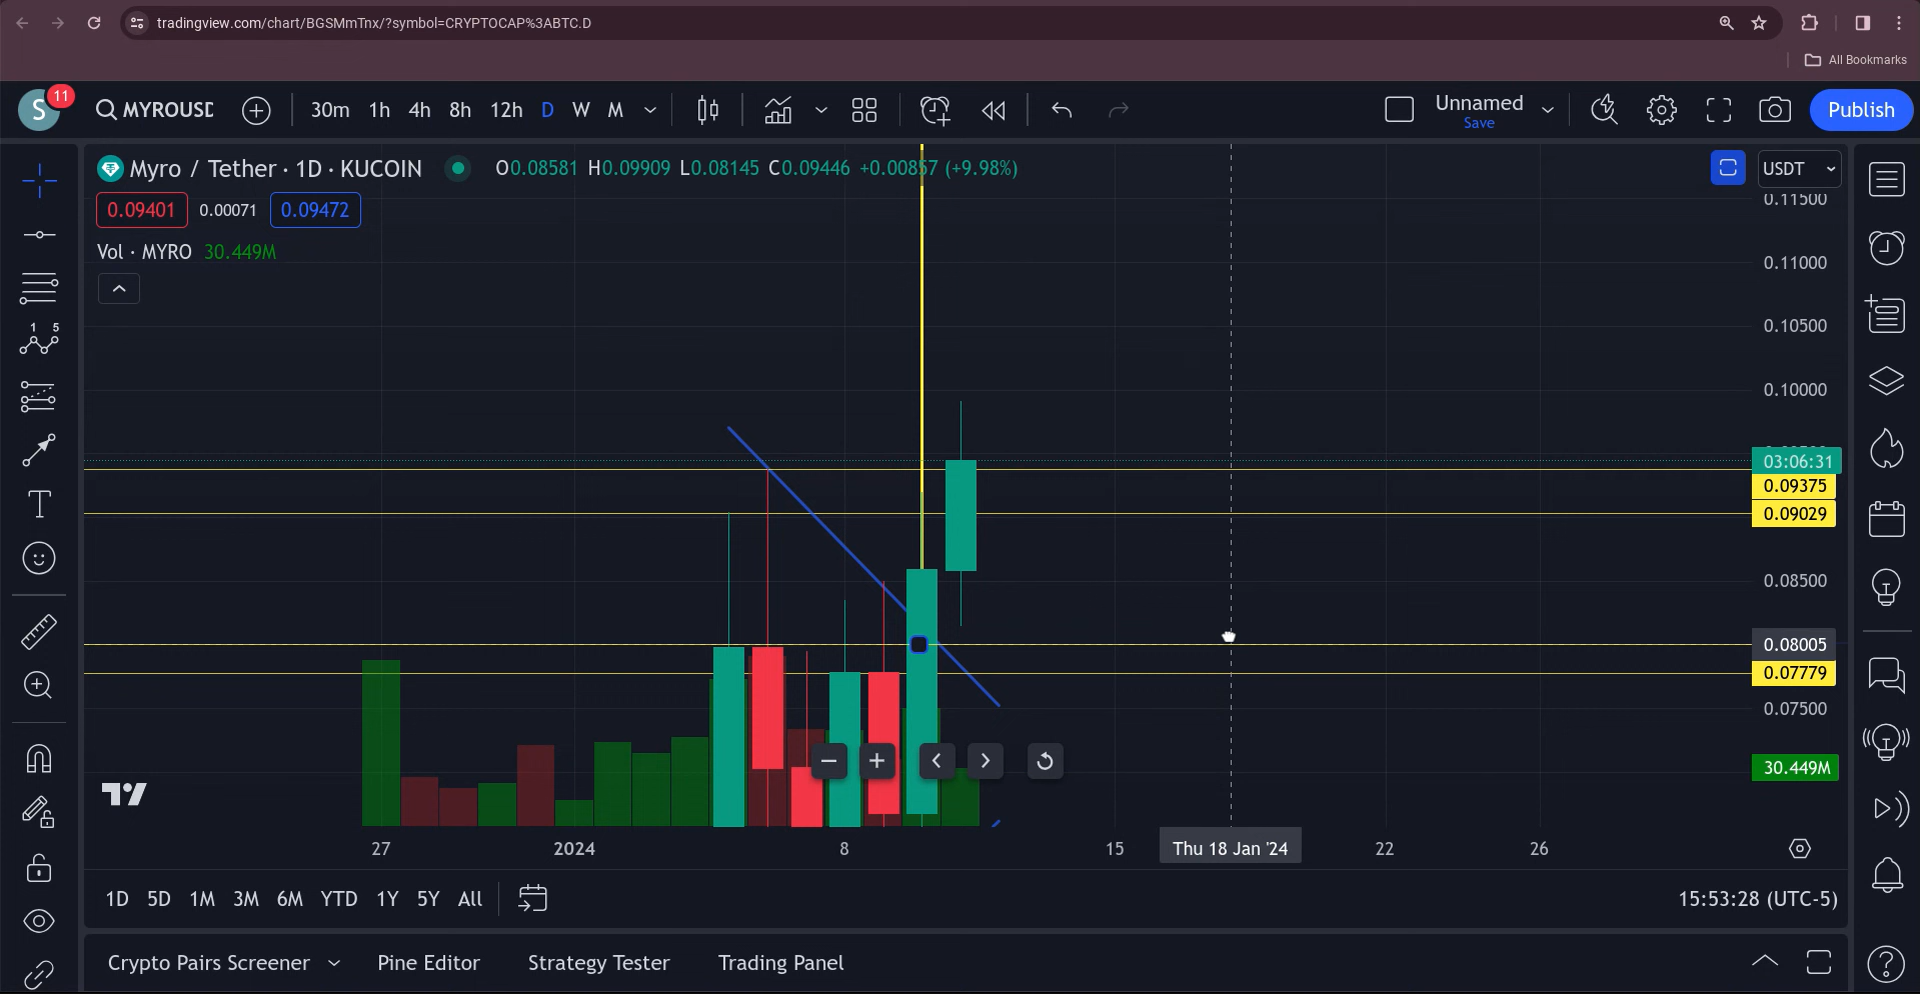 tradingview.com/chart/BGSMmTnx/?symbol=CRYPTOCAP%3ABTC.D
All Bookmarks
S 11 MYROUSD 30m 1h 4h 8h 12h D W M Unnamed Save Publish
Myro / Tether · 1D · KUCOIN O0.08581 H0.09909 L0.08145 C0.09446 +0.00857 (+9.98%) USDT
0.11500
0.09401 0.00071 0.09472
Vol · MYRO 30.449M
0.11000
1 5
0.10500
0.10000
03:06:31
0.09375
0.09029
T
0.08500
0.08005
0.07779
0.07500
30.449M
27 2024 8 15 Thu 18 Jan '24 22 26
1D 5D 1M 3M 6M YTD 1Y 5Y All 15:53:28 (UTC-5)
Crypto Pairs Screener Pine Editor Strategy Tester Trading Panel